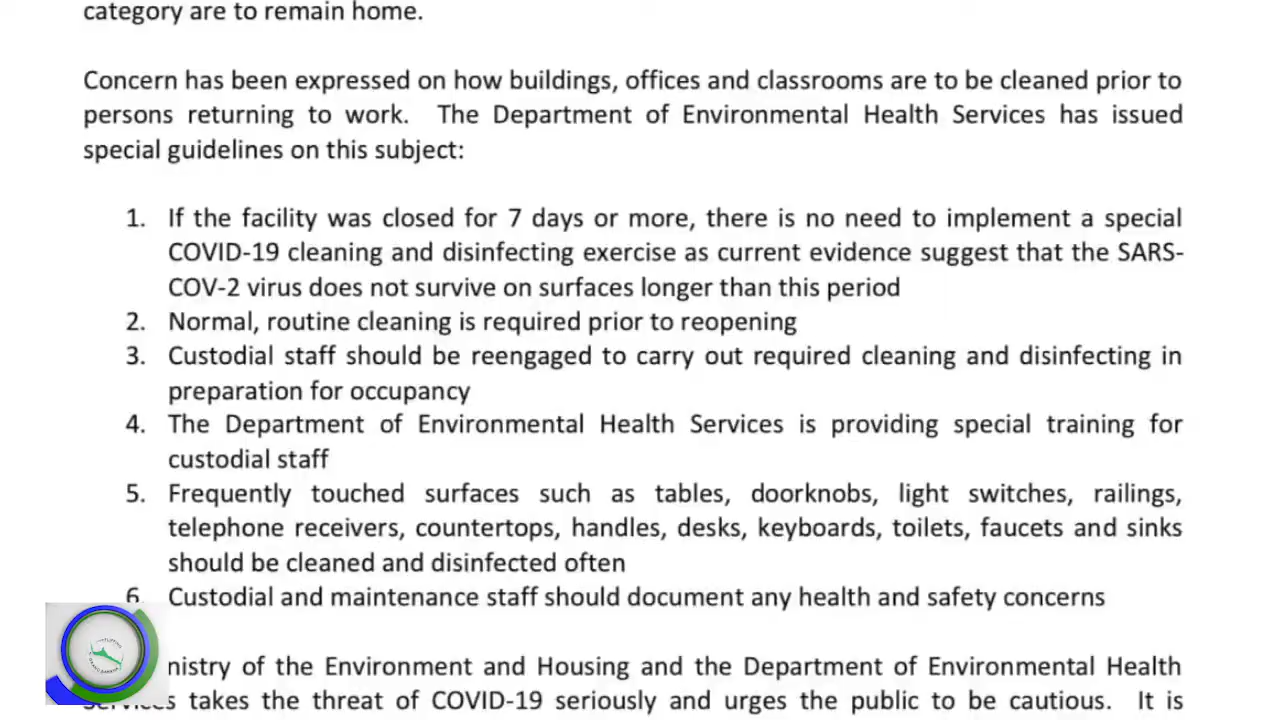 category are to remain home.
Concern has been expressed on how buildings, offices and classrooms are to be cleaned prior to
persons returning to work. The Department of Environmental Health Services has issued
special guidelines on this subject:
1. If the facility was closed for 7 days or more, there is no need to implement a special
COVID-19 cleaning and disinfecting exercise as current evidence suggest that the SARS-
COV-2 virus does not survive on surfaces longer than this period
2. Normal, routine cleaning is required prior to reopening
3. Custodial staff should be reengaged to carry out required cleaning and disinfecting in
preparation for occupancy
4. The Department of Environmental Health Services is providing special training for
custodial staff
5. Frequently touched surfaces such as tables, doorknobs, light switches, railings,
telephone receivers, countertops, handles, desks, keyboards, toilets, faucets and sinks
should be cleaned and disinfected often
6. Custodial and maintenance staff should document any health and safety concerns
nistry of the Environment and Housing and the Department of Environmental Health
takes the threat of COVID-19 seriously and urges the public to be cautious. It is